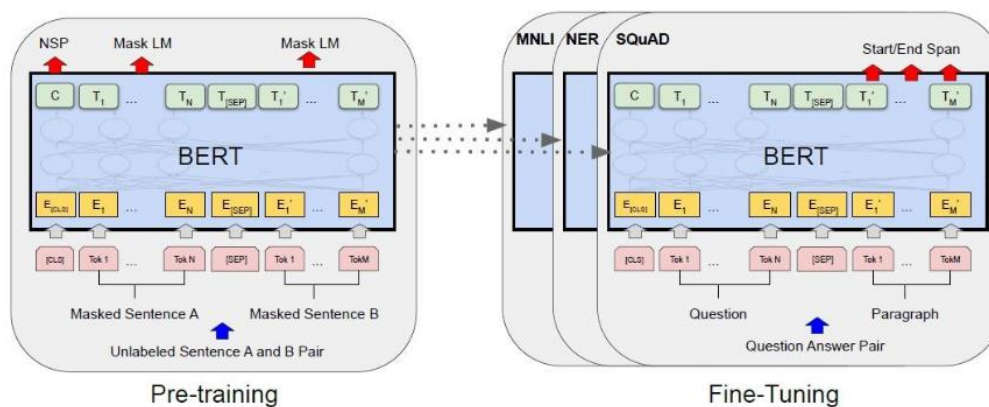 NSP Mask LM Mask LM
C T1 ... TN T[SEP] T1' ... TM'
BERT
E[CLS] E1 ... EN E[SEP] E1' ... EM'
[CLS] Tok 1 ... Tok N [SEP] Tok 1 ... TokM
Masked Sentence A Masked Sentence B
Unlabeled Sentence A and B Pair
Pre-training
MNLI NER SQuAD
Start/End Span
C T1 ... TN T[SEP] T1' ... TM'
BERT
E[CLS] E1 ... EN E[SEP] E1' ... EM'
[CLS] Tok 1 ... Tok N [SEP] Tok 1 ... TokM
Question Paragraph
Question Answer Pair
Fine-Tuning